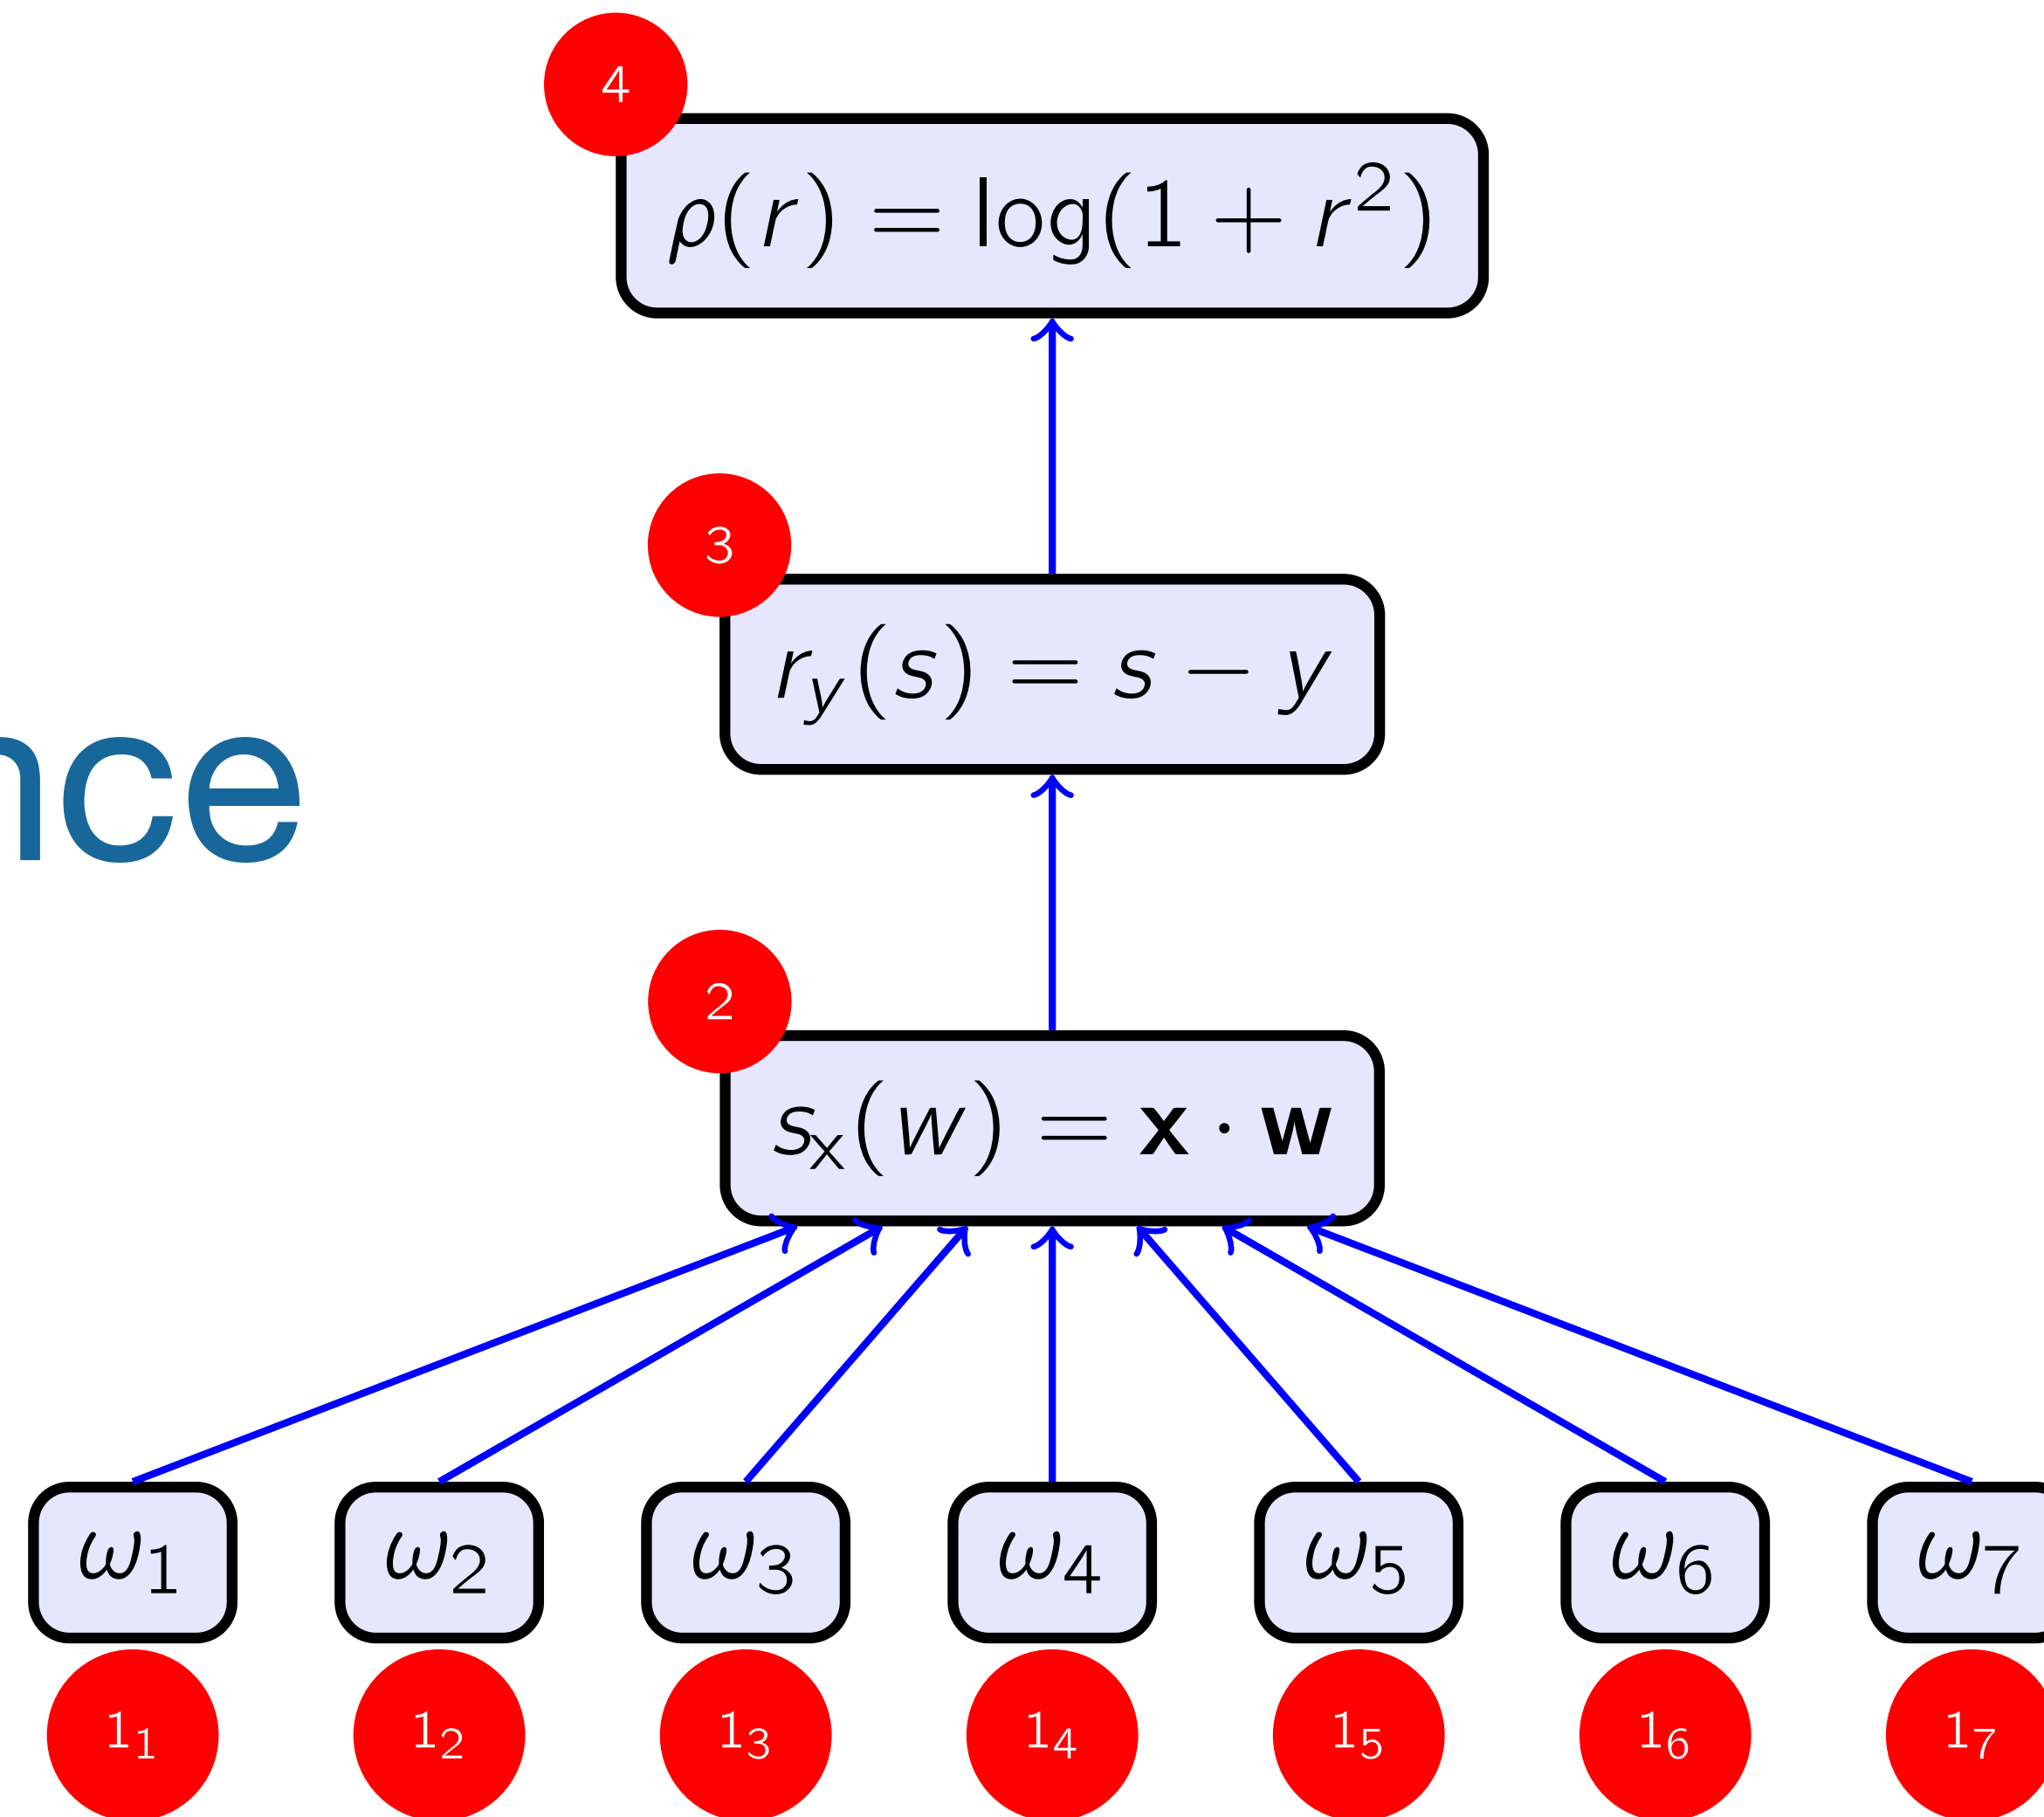 4
ρ(r) = log(1 + r²)
3
r_y(s) = s − y
nce
2
s_x(w) = 𝐱 · 𝐰
ω₁ ω₂ ω₃ ω₄ ω₅ ω₆ ω₇
1₁ 1₂ 1₃ 1₄ 1₅ 1₆ 1₇